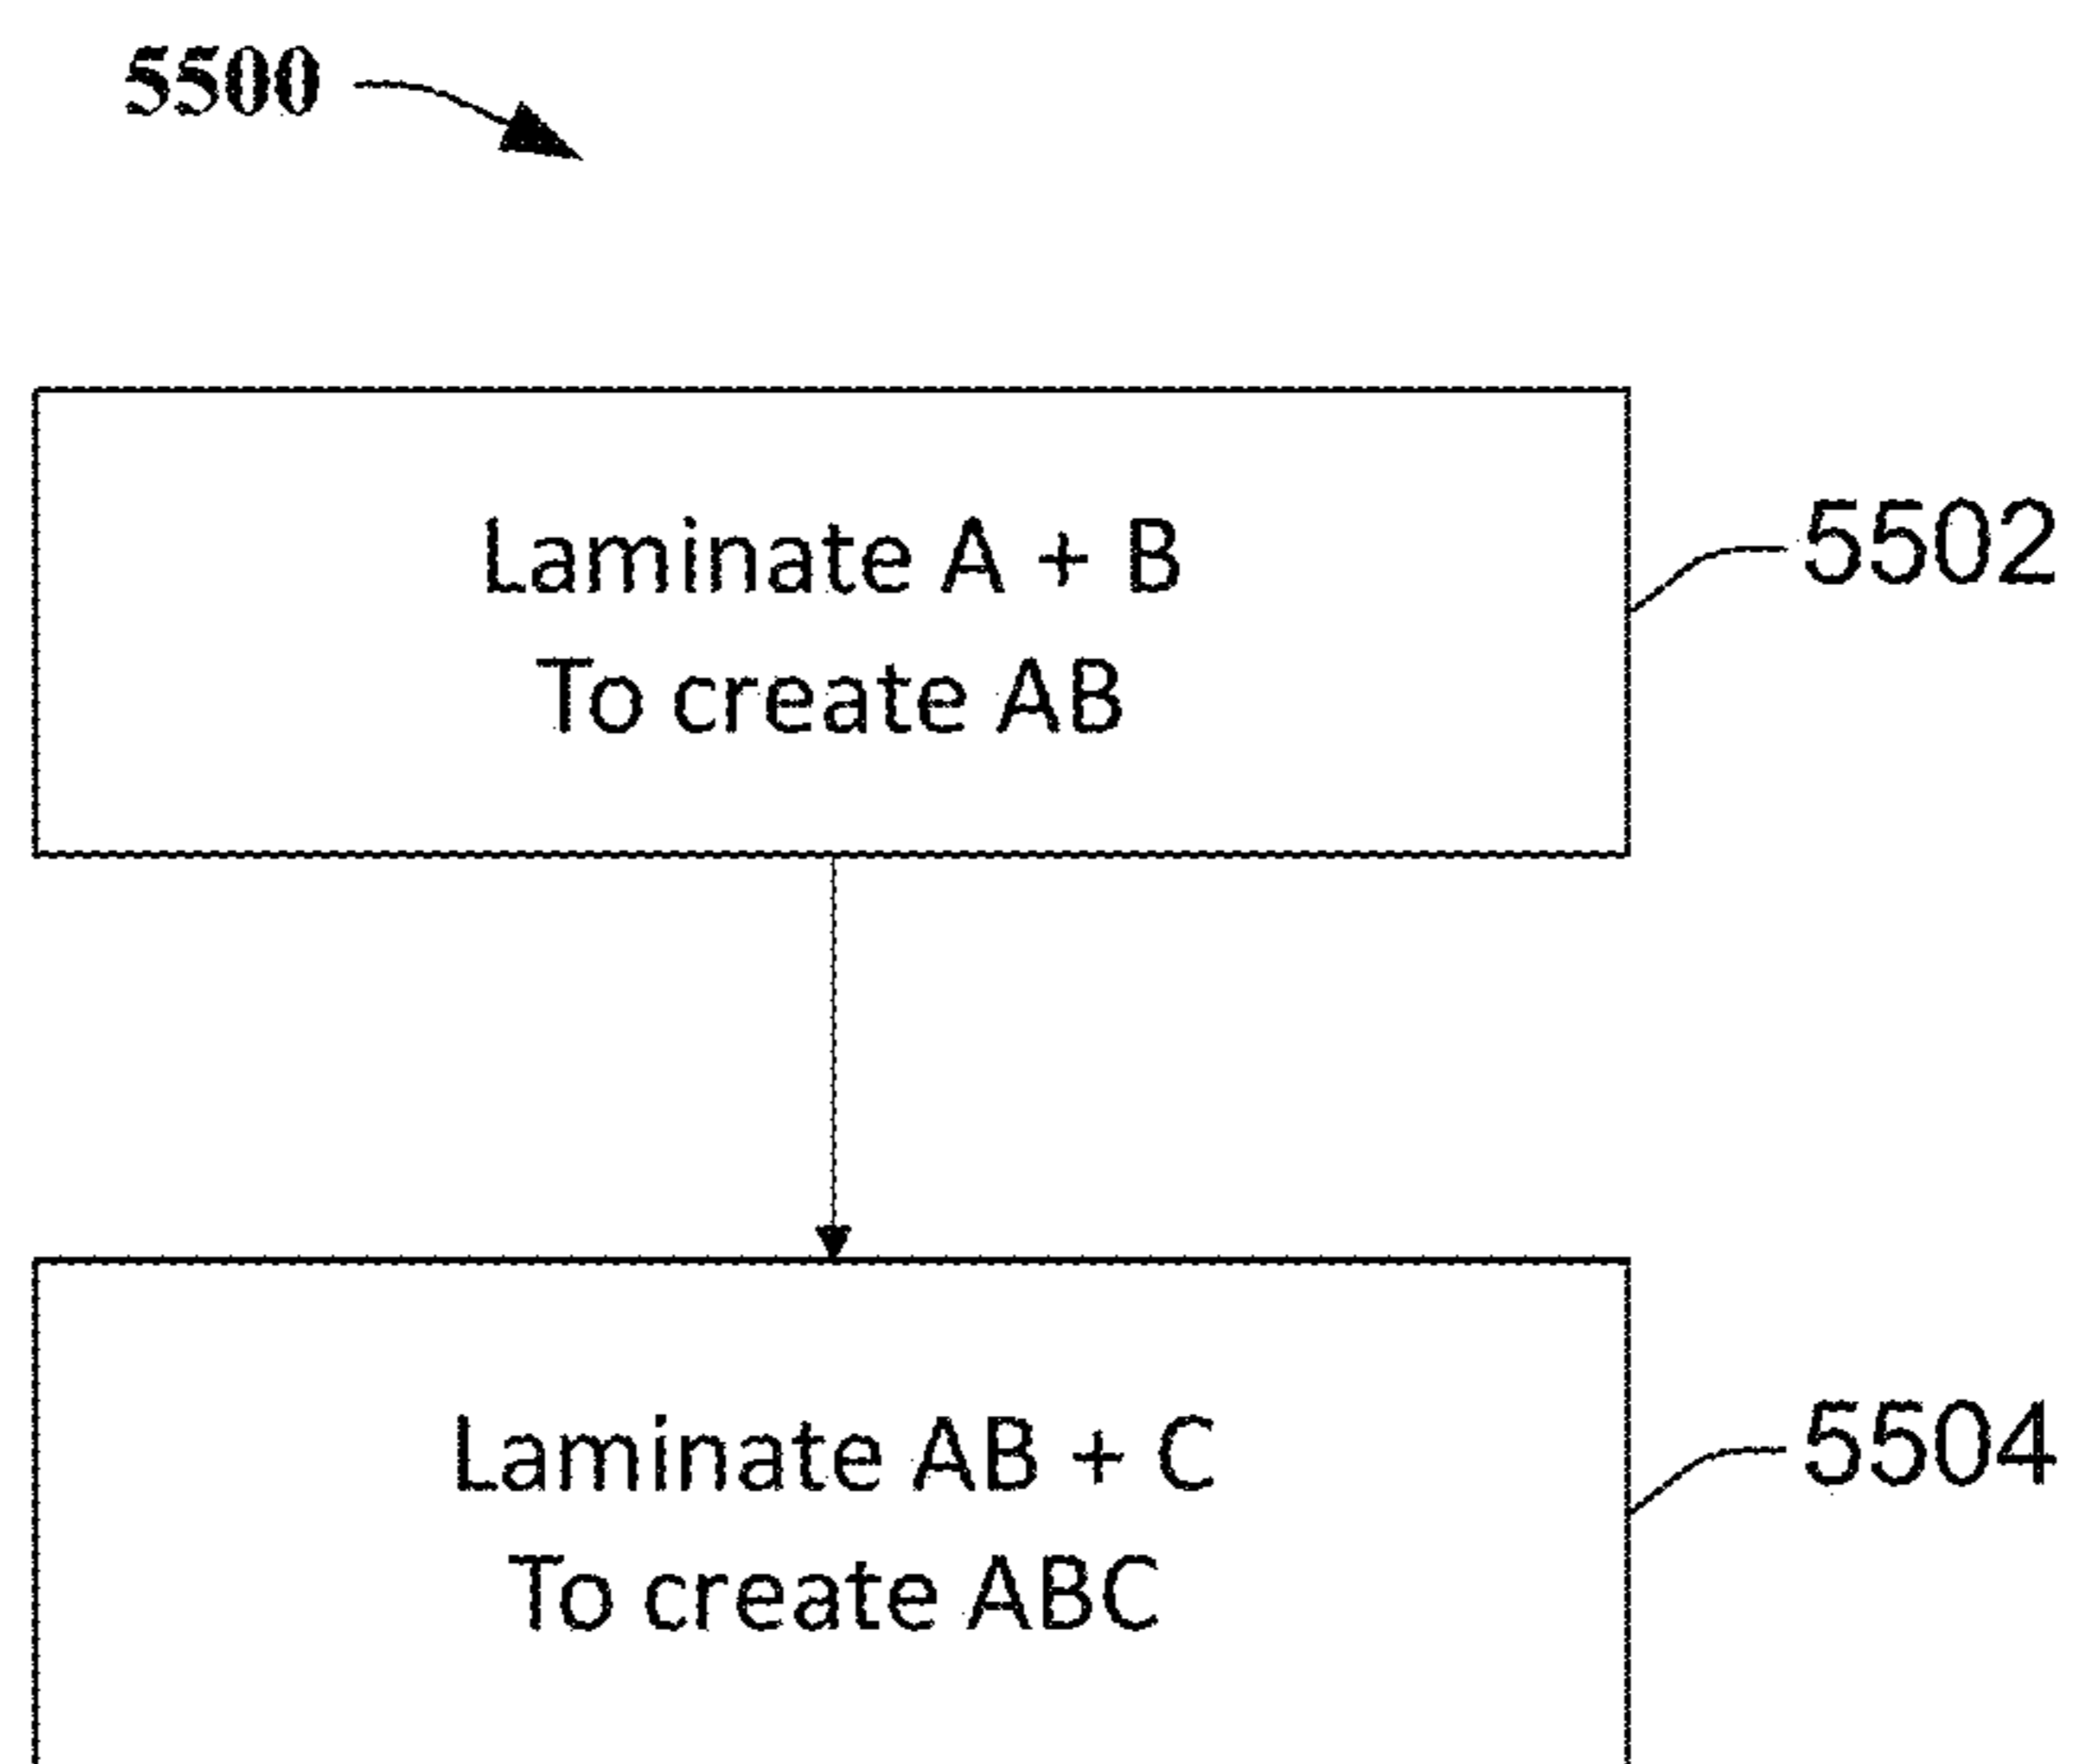 5500
Laminate A + B
To create AB
5502
Laminate AB + C
To create ABC
5504